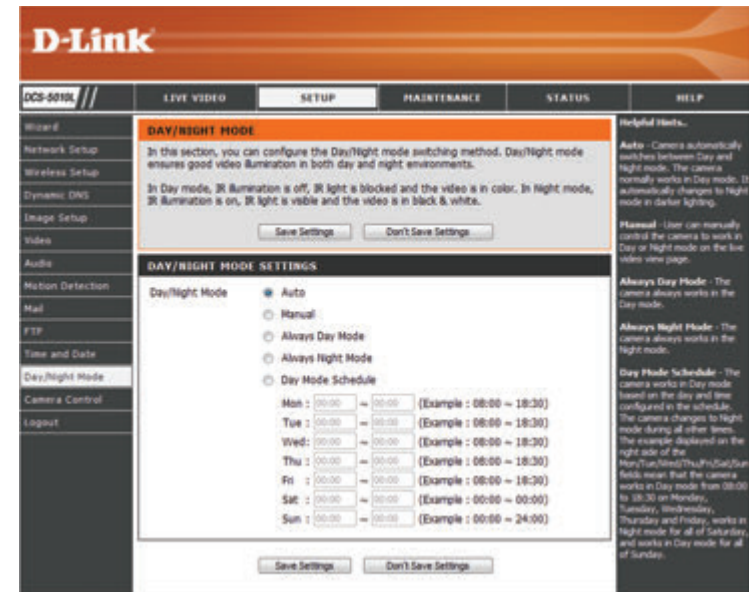 D-Link
DCS-5010L
LIVE VIDEO
SETUP
MAINTENANCE
STATUS
HELP
Wizard
Network Setup
Wireless Setup
Dynamic DNS
Image Setup
Video
Audio
Motion Detection
Mail
FTP
Time and Date
Day/Night Mode
Camera Control
Logout
DAY/NIGHT MODE
In this section, you can configure the Day/Night mode switching method. Day/Night mode
ensures good video illumination in both day and night environments.
In Day mode, IR illumination is off, IR light is blocked and the video is in color. In Night mode,
IR illumination is on, IR light is visible and the video is in black & white.
Save Settings
Don't Save Settings
DAY/NIGHT MODE SETTINGS
Day/Night Mode
Auto
Manual
Always Day Mode
Always Night Mode
Day Mode Schedule
Mon : 00:00 ~ 00:00 (Example : 08:00 ~ 18:30)
Tue : 00:00 ~ 00:00 (Example : 08:00 ~ 18:30)
Wed : 00:00 ~ 00:00 (Example : 08:00 ~ 18:30)
Thu : 00:00 ~ 00:00 (Example : 08:00 ~ 18:30)
Fri : 00:00 ~ 00:00 (Example : 08:00 ~ 18:30)
Sat : 00:00 ~ 00:00 (Example : 00:00 ~ 00:00)
Sun : 00:00 ~ 00:00 (Example : 00:00 ~ 24:00)
Save Settings
Don't Save Settings
Helpful Hints..
Auto - Camera automatically
switches between Day and
Night mode. The camera
normally works in Day mode. It
automatically changes to Night
mode in darker lighting.
Manual - User can manually
control the camera to work in
Day or Night mode on the live
video view page.
Always Day Mode - The
camera always works in the
Day mode.
Always Night Mode - The
camera always works in the
Night mode.
Day Mode Schedule - The
camera works in Day mode
based on the day and time
configured in the schedule.
The camera changes to Night
mode during all other times.
The example displayed on the
right side of the
Mon/Tue/Wed/Thu/Fri/Sat/Sun
fields mean that the camera
works in Day mode from 08:00
to 18:30 on Monday,
Tuesday, Wednesday,
Thursday and Friday, works in
Night mode for all of Saturday,
and works in Day mode for all
of Sunday.